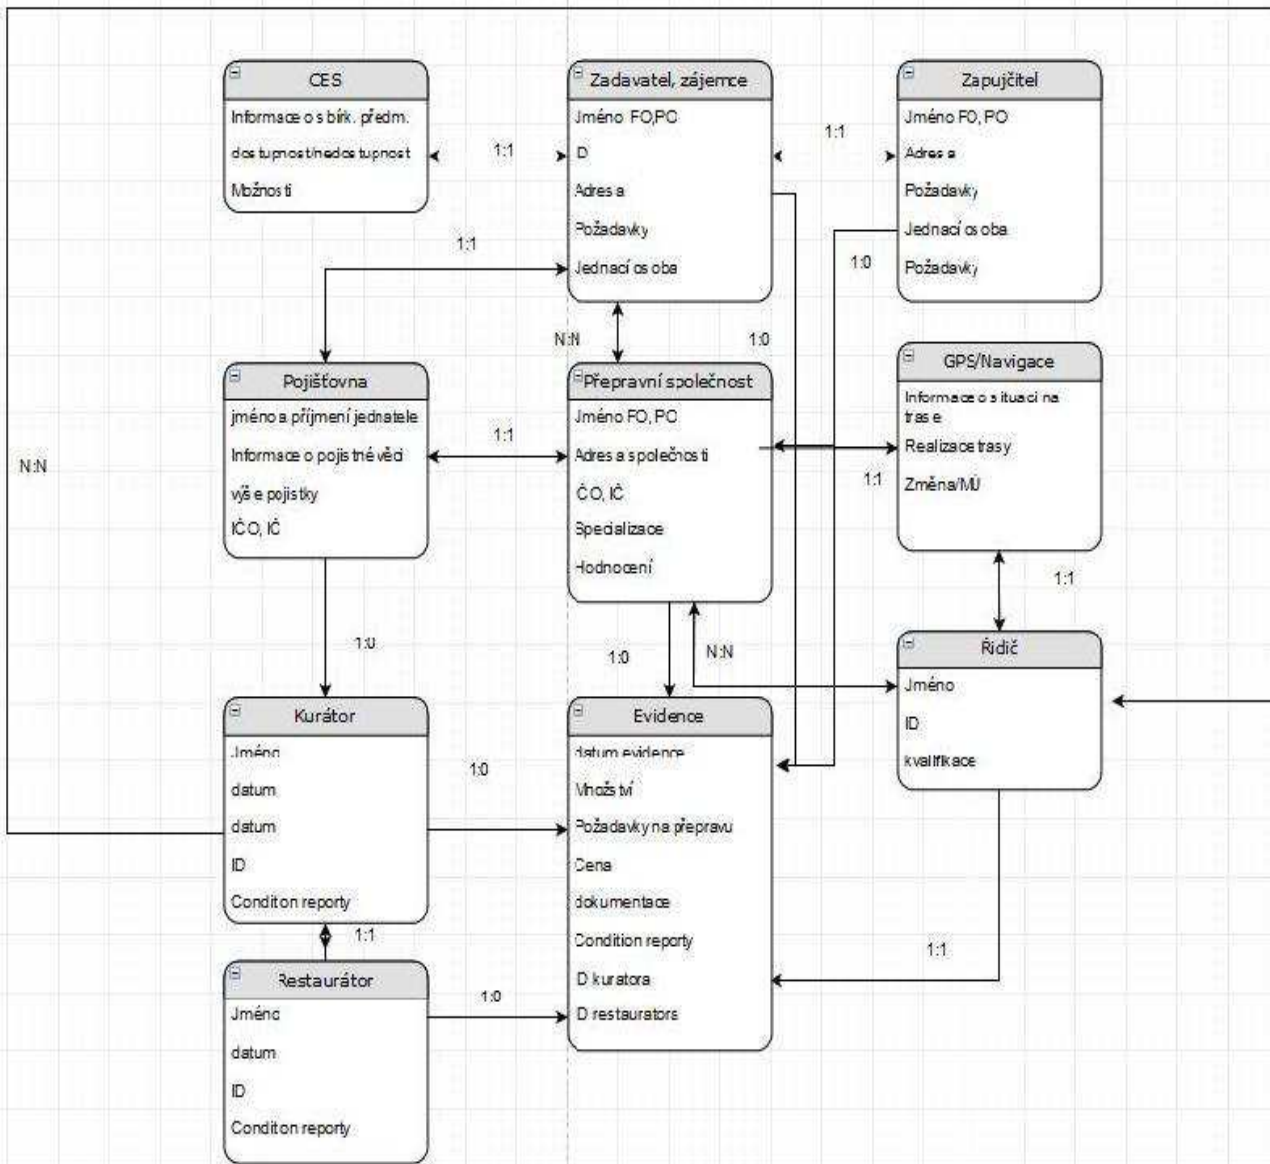 CES
Informace o sbírk. předm.
dostupnost/nedostupnost
Možnosti
1:1
Zadavatel, zájemce
Jméno FO,PO
ID
Adresa
Požadavky
Jednací osoba
1:1
Zapujčitel
Jméno FO, PO
Adresa
Požadavky
Jednací osoba
Požadavky
1:1
1:0
N:N
1:0
Pojišťovna
jméno a příjmení jednatele
Informace o pojistné věci
výše pojistky
IČO, IČ
1:1
Přepravní společnost
Jméno FO, PO
Adresa společnosti
IČO, IČ
Specializace
Hodnocení
1:1
GPS/Navigace
Informace o situaci na
trase
Realizace trasy
Změna/MÚ
N:N
1:1
1:0
1:0
N:N
Řidič
Jméno
ID
kvalifikace
Kurátor
Jméno
datum
datum
ID
Condition reporty
1:0
Evidence
datum evidence
Množství
Požadavky na přepravu
Cena
dokumentace
Condition reporty
ID kuratora
ID restaurators
1:1
1:1
Restaurátor
Jméno
datum
ID
Conditon reporty
1:0